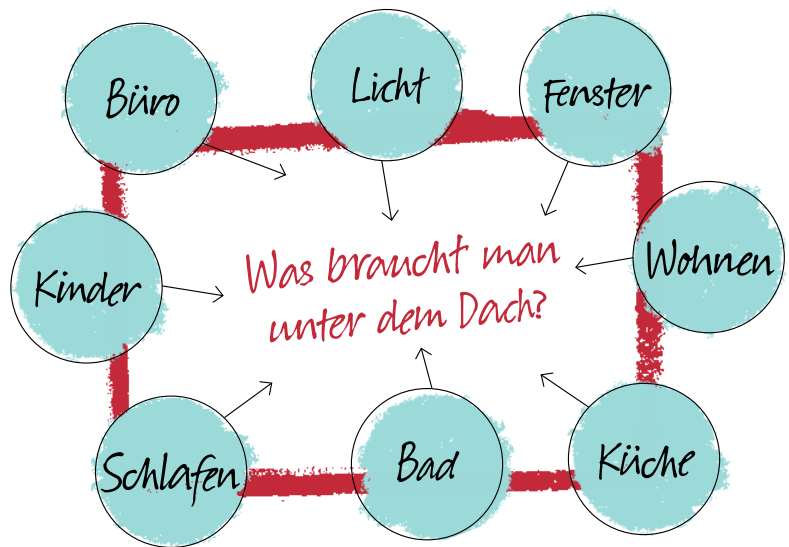 Büro
Licht
Fenster
Kinder
Was braucht man
unter dem Dach?
Wohnen
Schlafen
Bad
Küche